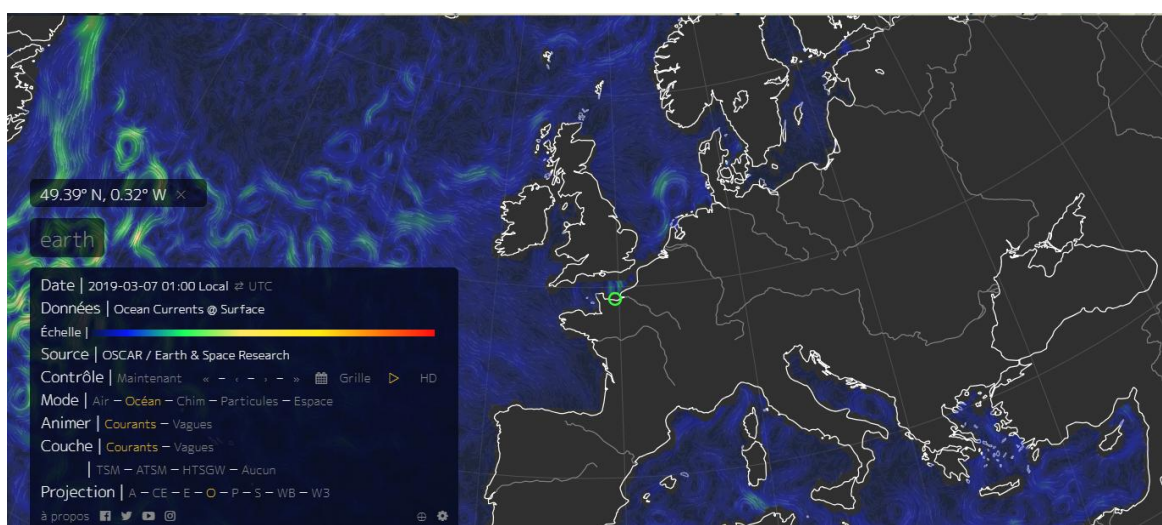 49.39° N, 0.32° W ×
earth
Date | 2019-03-07 01:00 Local ⇄ UTC
Données | Ocean Currents @ Surface
Échelle |
Source | OSCAR / Earth & Space Research
Contrôle | Maintenant « – ‹ – › – » Grille HD
Mode | Air – Océan – Chim – Particules – Espace
Animer | Courants – Vagues
Couche | Courants – Vagues
| TSM – ATSM – HTSGW – Aucun
Projection | A – CE – E – O – P – S – WB – W3
à propos